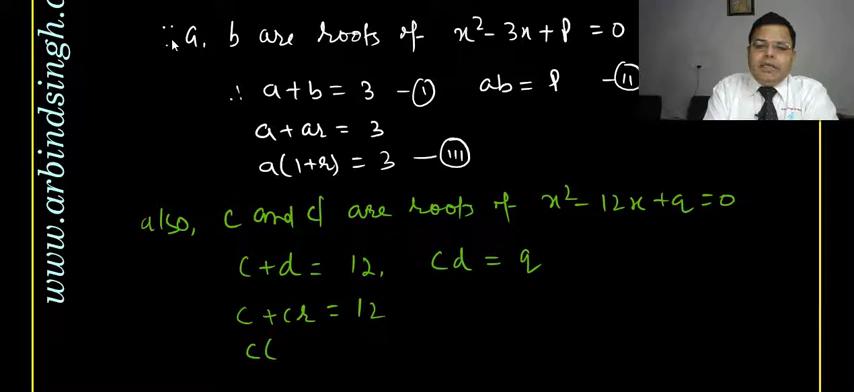 www.arbindsingh.
∵ a, b are roots of x² - 3x + p = 0
∴ a + b = 3 - (I) ab = p - (II)
a + ar = 3
a(1+r) = 3 - (III)
also, c and d are roots of x² - 12x + q = 0
c + d = 12, cd = q
c + cr = 12
c(